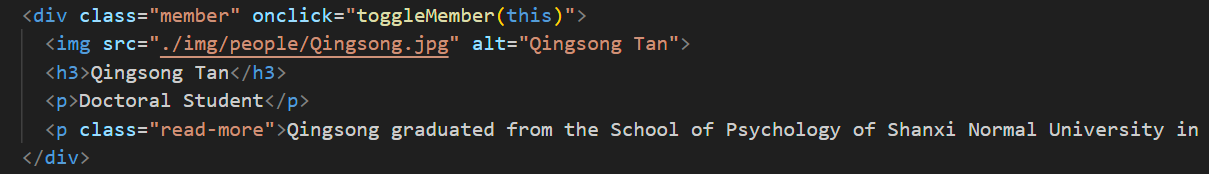 <div class="member" onclick="toggleMember(this)">
<img src="./img/people/Qingsong.jpg" alt="Qingsong Tan">
<h3>Qingsong Tan</h3>
<p>Doctoral Student</p>
<p class="read-more">Qingsong graduated from the School of Psychology of Shanxi Normal University in
</div>